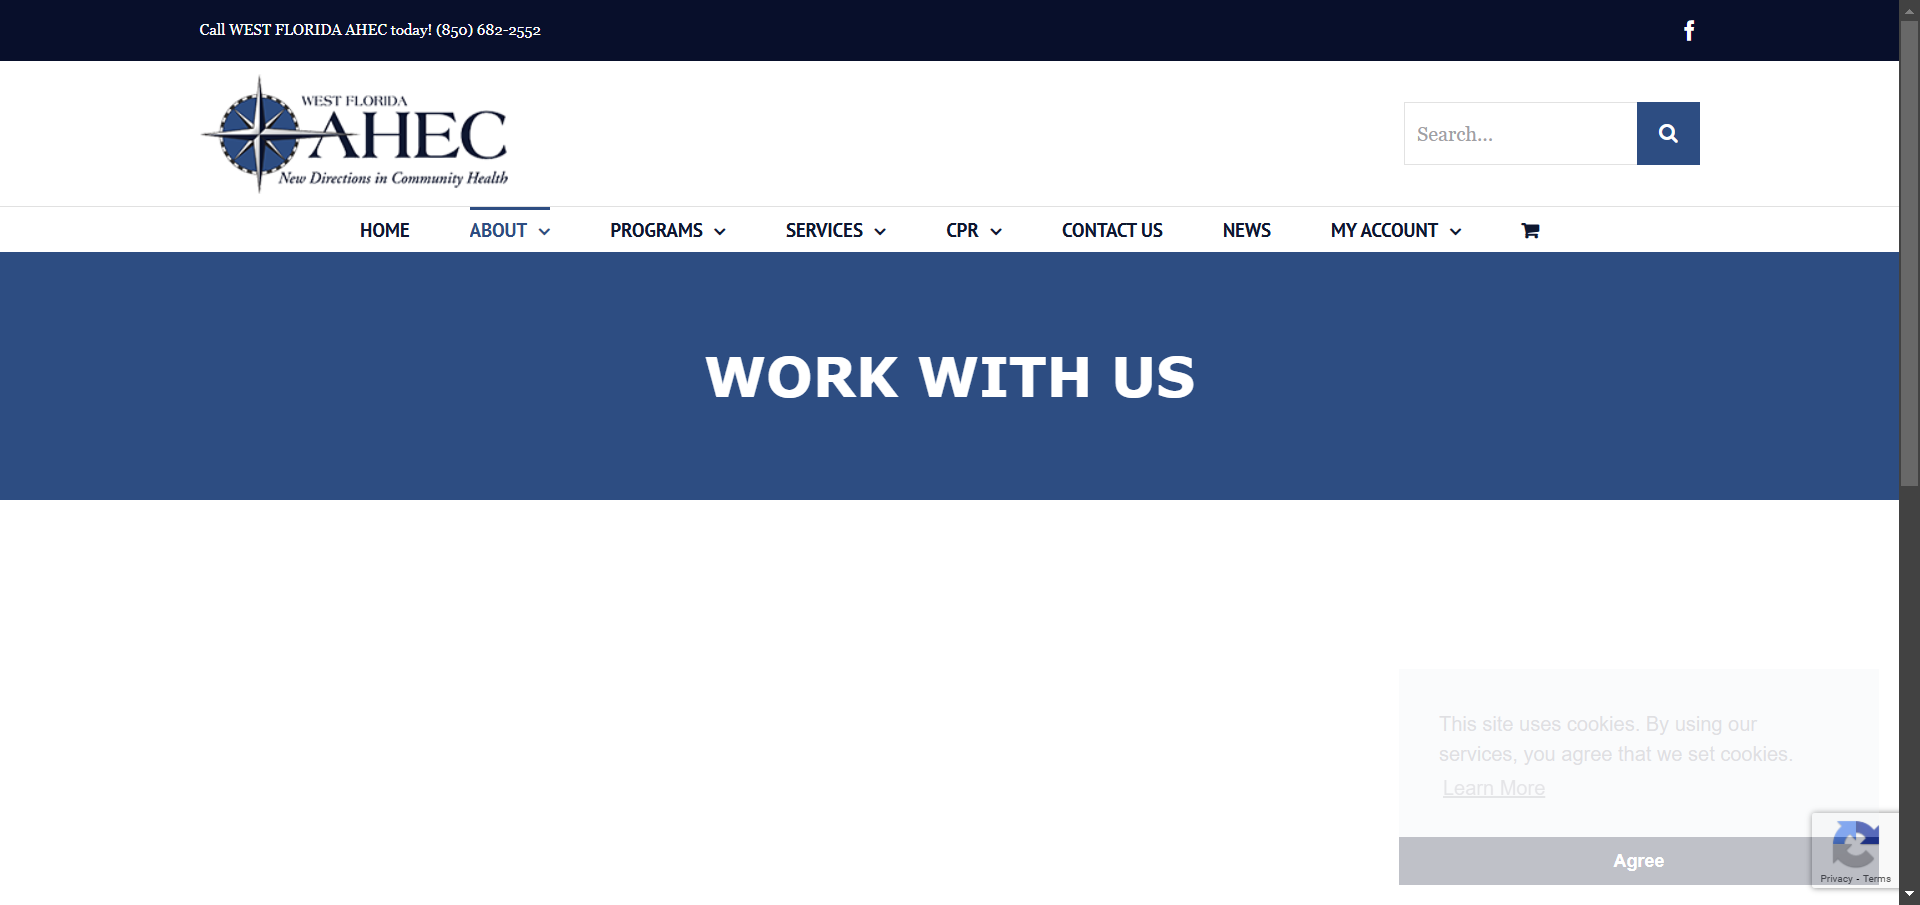 Call WEST FLORIDA AHEC today! (850) 682-2552
WEST FLORIDA
AHEC
New Directions in Community Health
Search...
HOME ABOUT PROGRAMS SERVICES CPR CONTACT US NEWS MY ACCOUNT
WORK WITH US
This site uses cookies. By using our
services, you agree that we set cookies.
Learn More
Agree
Privacy - Terms